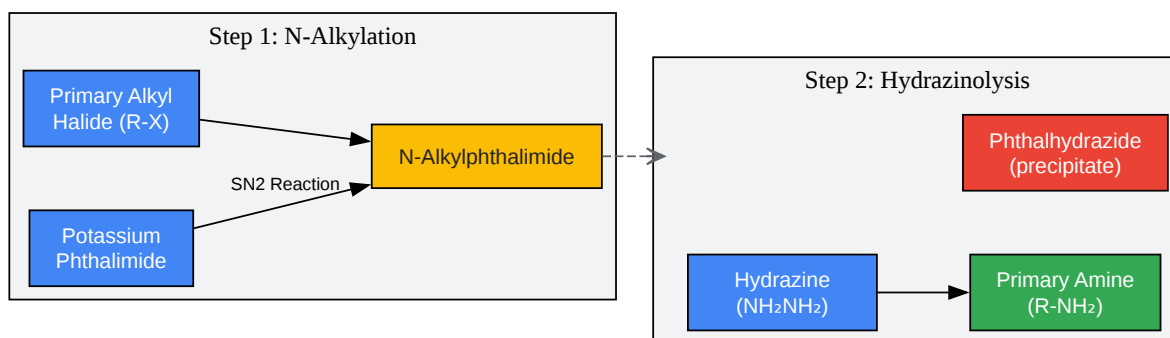 Step 1: N-Alkylation
Primary Alkyl
Halide (R-X)
N-Alkylphthalimide
SN2 Reaction
Potassium
Phthalimide
Step 2: Hydrazinolysis
Phthalhydrazide
(precipitate)
Hydrazine
(NH₂NH₂)
Primary Amine
(R-NH₂)